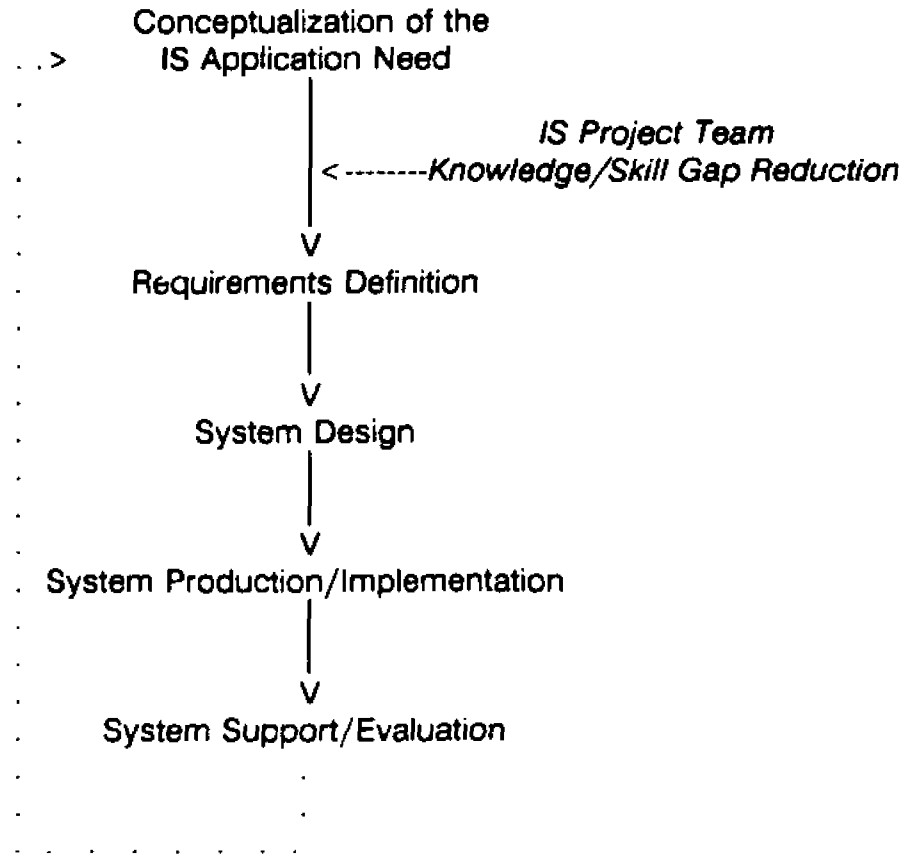 Conceptualization of the
IS Application Need
IS Project Team
Knowledge/Skill Gap Reduction
Requirements Definition
System Design
System Production/Implementation
System Support/Evaluation